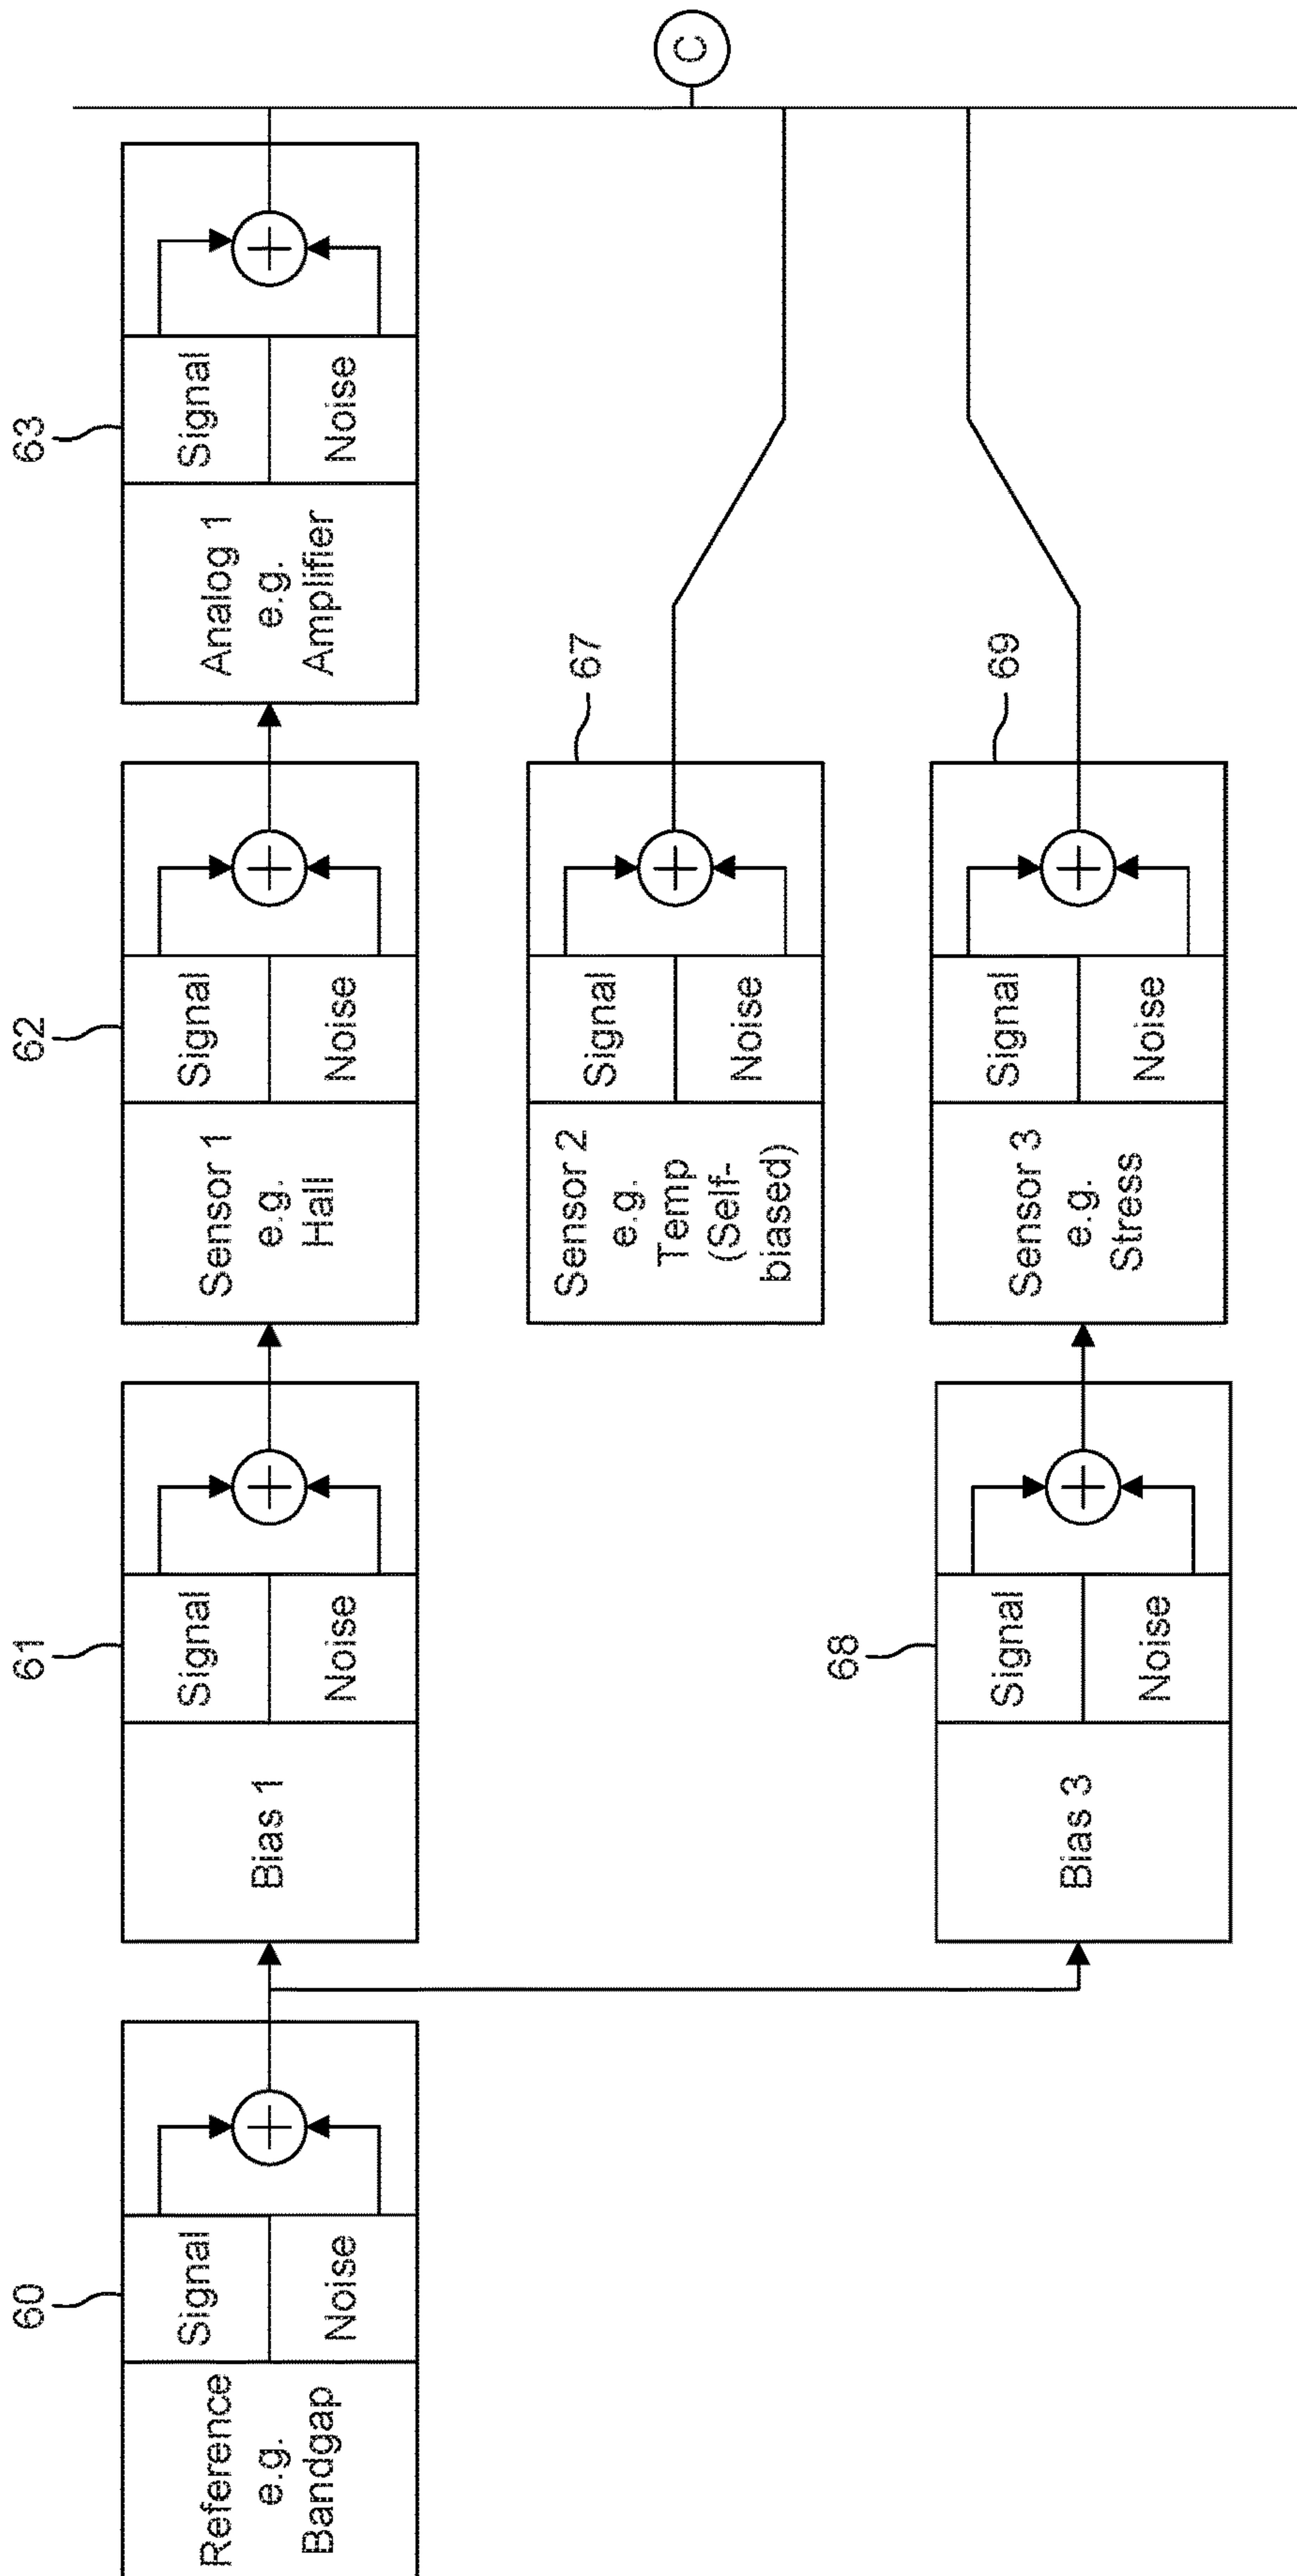 60
Reference
e.g.
Bandgap
Signal
Noise
61
Bias 1
Signal
Noise
62
Sensor 1
e.g.
Hall
Signal
Noise
63
Analog 1
e.g.
Amplifier
Signal
Noise
67
Sensor 2
e.g.
Temp
(Self-
biased)
Signal
Noise
68
Bias 3
Signal
Noise
69
Sensor 3
e.g.
Stress
Signal
Noise
C